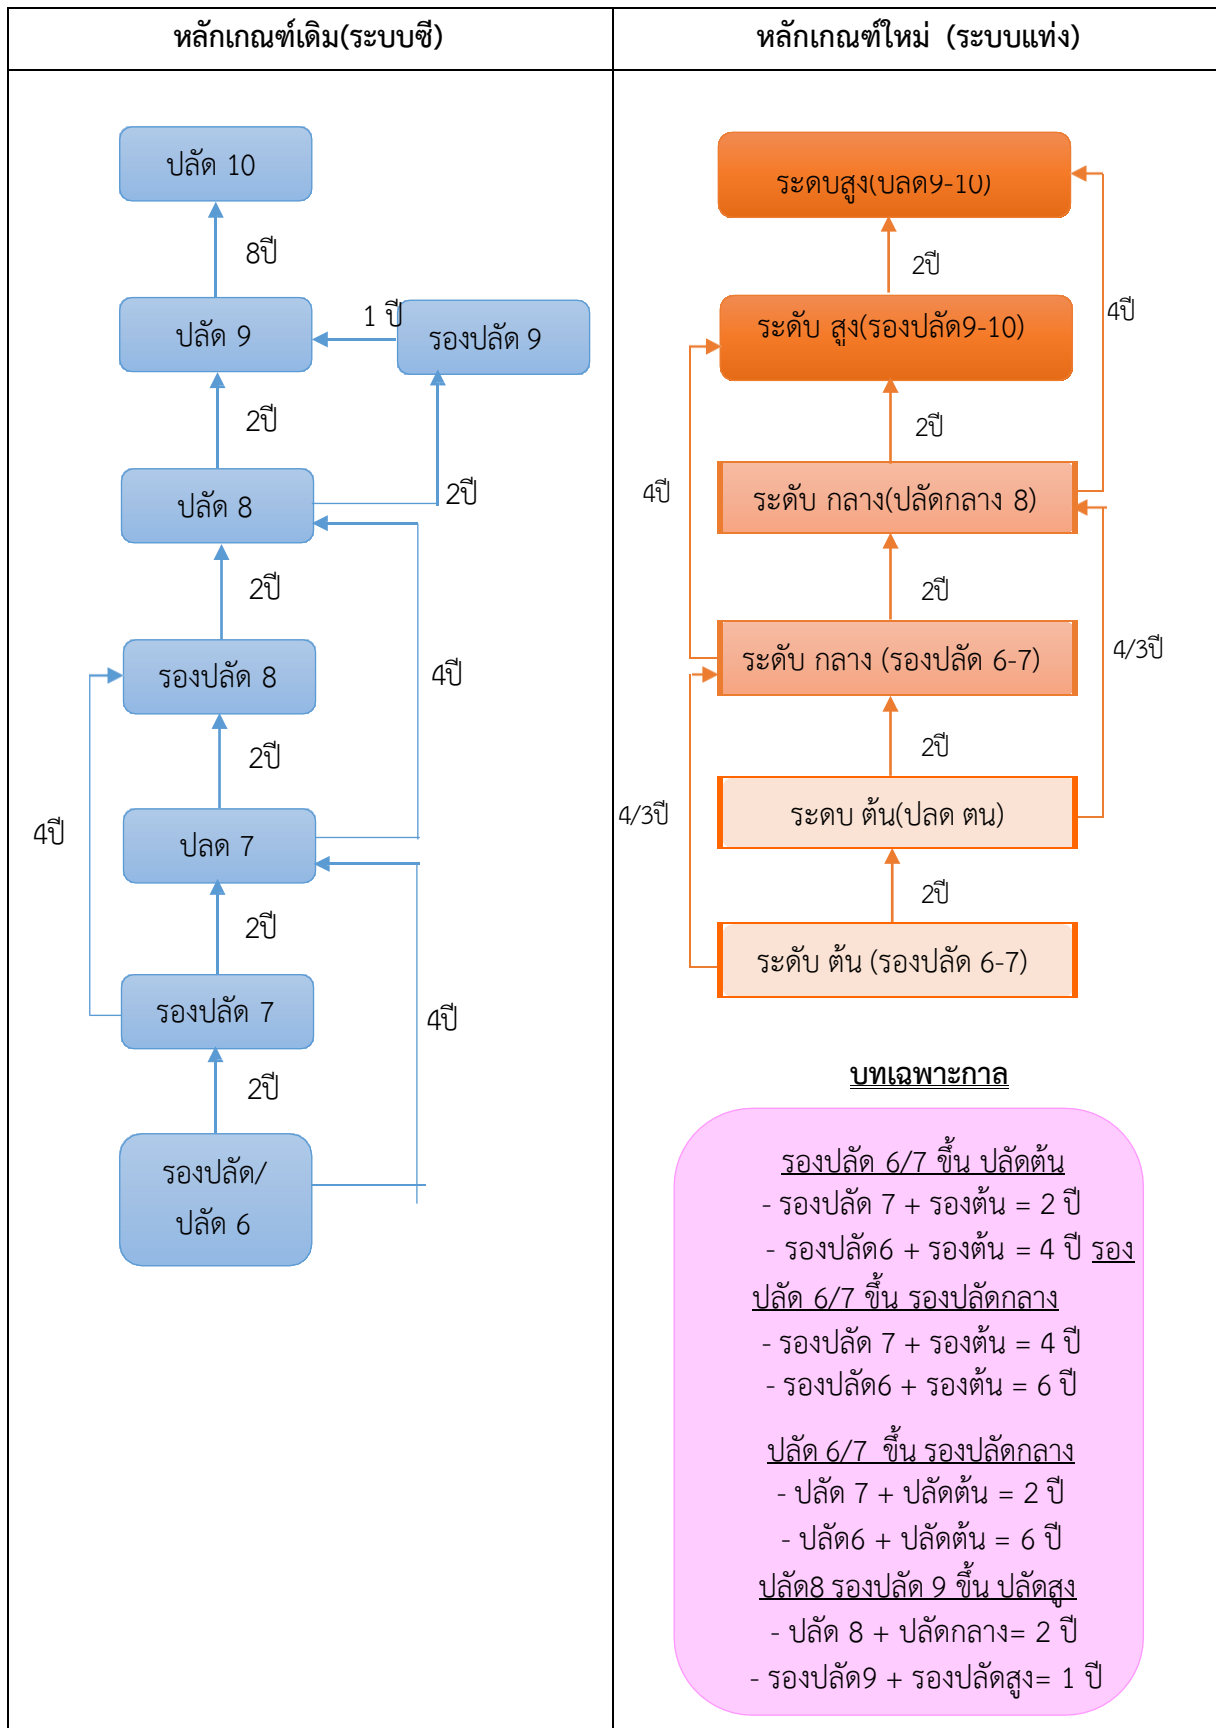 หลักเกณฑ์เดิม(ระบบซี)
ปลัด 10
8ปี
ปลัด 9
1 ปี
รองปลัด 9
2ปี
ปลัด 8
2ปี
2ปี
รองปลัด 8
4ปี
2ปี
4ปี
ปลด 7
2ปี
รองปลัด 7
4ปี
2ปี
รองปลัด/
ปลัด 6
หลักเกณฑ์ใหม่ (ระบบแท่ง)
ระดบสูง(ปลด9-10)
2ปี
4ปี
ระดับ สูง(รองปลัด9-10)
2ปี
4ปี
ระดับ กลาง(ปลัดกลาง 8)
2ปี
4/3ปี
ระดับ กลาง (รองปลัด 6-7)
2ปี
4/3ปี
ระดบ ต้น(ปลด ตน)
2ปี
ระดับ ต้น (รองปลัด 6-7)
บทเฉพาะกาล
รองปลัด 6/7 ขึ้น ปลัดต้น
- รองปลัด 7 + รองต้น = 2 ปี
- รองปลัด6 + รองต้น = 4 ปี รอง
ปลัด 6/7 ขึ้น รองปลัดกลาง
- รองปลัด 7 + รองต้น = 4 ปี
- รองปลัด6 + รองต้น = 6 ปี
ปลัด 6/7 ขึ้น รองปลัดกลาง
- ปลัด 7 + ปลัดต้น = 2 ปี
- ปลัด6 + ปลัดต้น = 6 ปี
ปลัด8 รองปลัด 9 ขึ้น ปลัดสูง
- ปลัด 8 + ปลัดกลาง= 2 ปี
- รองปลัด9 + รองปลัดสูง= 1 ปี